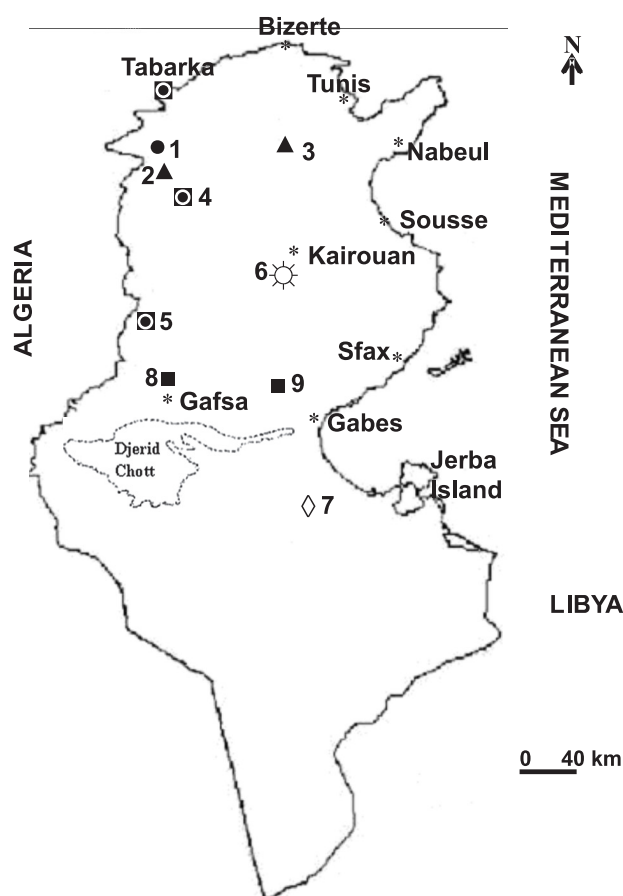 Bizerte
N
Tabarka
Tunis
1
3
Nabeul
2
4
MEDITERRANEAN SEA
Sousse
ALGERIA
Kairouan
6
5
Sfax
8
9
Gafsa
Gabes
Djerid
Chott
Jerba
Island
7
LIBYA
0 40 km